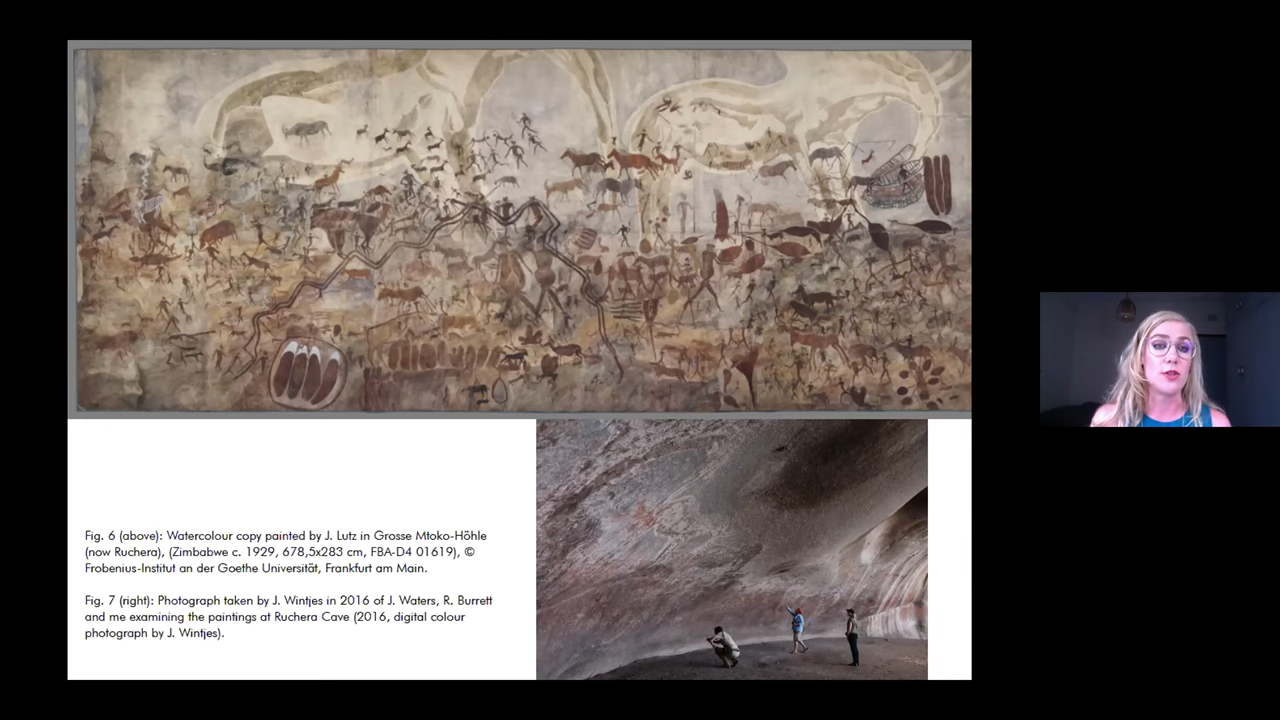 Fig. 6 (above): Watercolour copy painted by J. Lutz in Grosse Mtoko-Höhle
(now Ruchera), (Zimbabwe c. 1929, 678,5x283 cm, FBA-D4 01619), ©
Frobenius-Institut an der Goethe Universität, Frankfurt am Main.
Fig. 7 (right): Photograph taken by J. Wintjes in 2016 of J. Waters, R. Burrett
and me examining the paintings at Ruchera Cave (2016, digital colour
photograph by J. Wintjes).